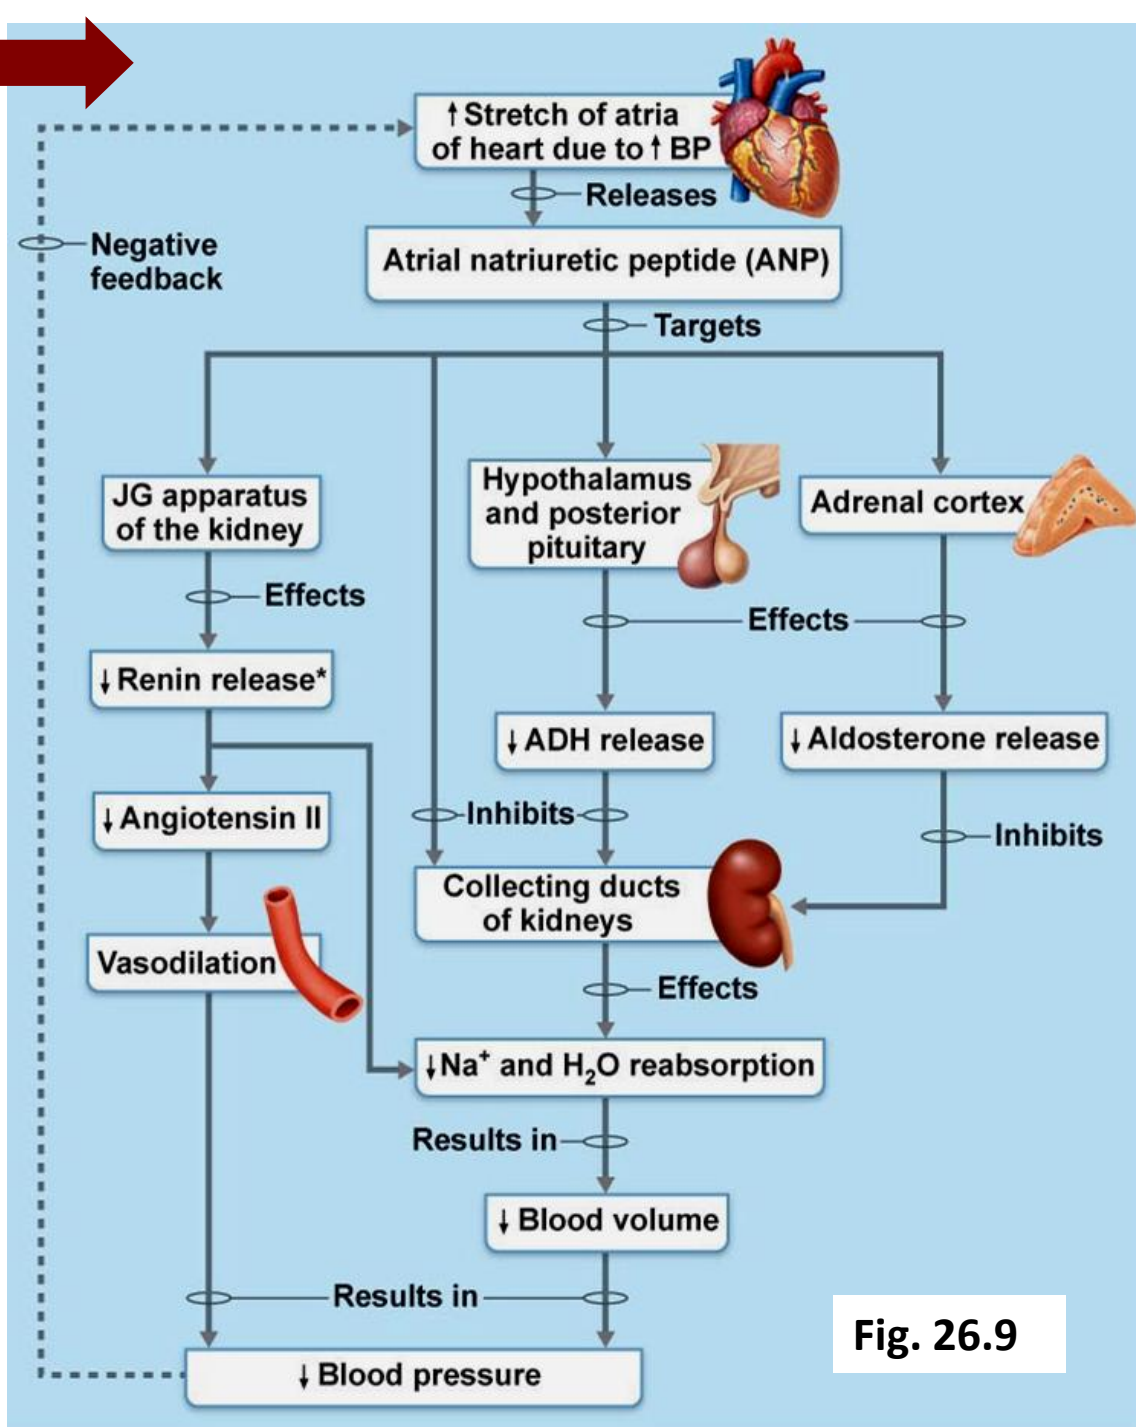 ↑ Stretch of atria
of heart due to ↑ BP
Releases
Negative
feedback
Atrial natriuretic peptide (ANP)
Targets
JG apparatus
of the kidney
Hypothalamus
and posterior
pituitary
Adrenal cortex
Effects
Effects
↓ Renin release*
↓ ADH release
↓ Aldosterone release
↓ Angiotensin II
Inhibits
Inhibits
Collecting ducts
of kidneys
Vasodilation
Effects
↓ Na⁺ and H₂O reabsorption
Results in
↓ Blood volume
Results in
Fig. 26.9
↓ Blood pressure